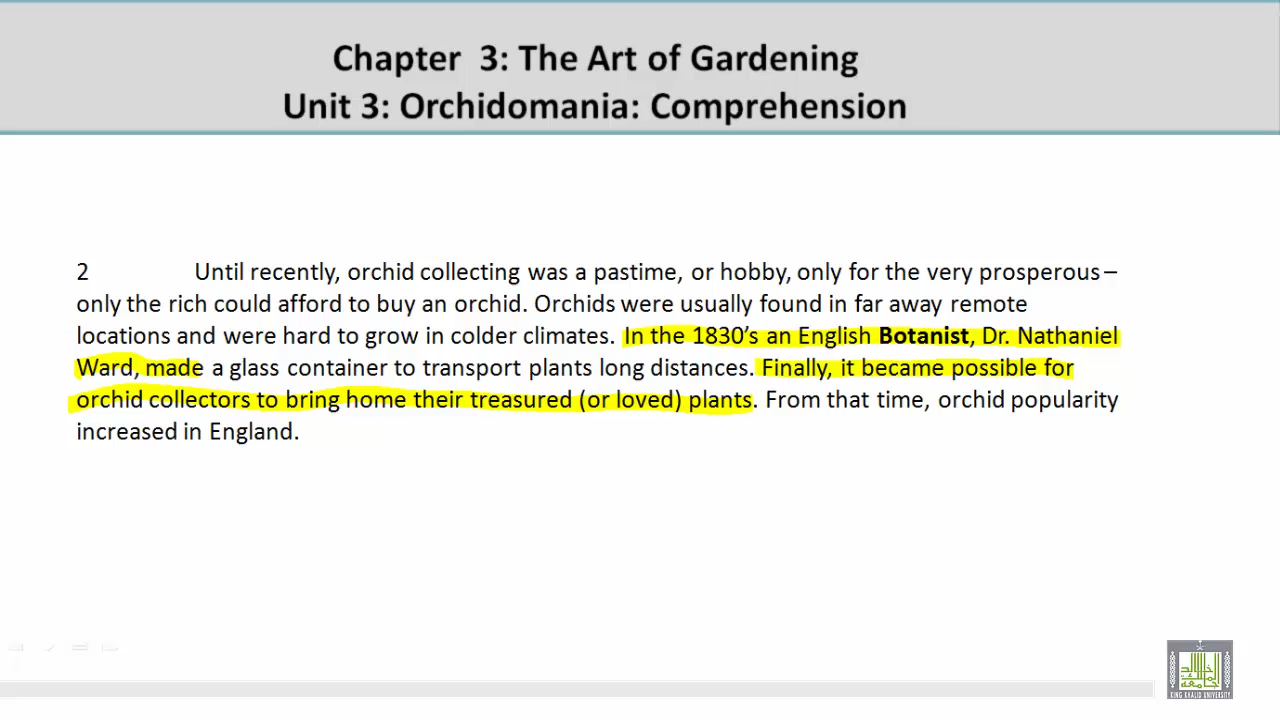 Chapter 3: The Art of Gardening
Unit 3: Orchidomania: Comprehension
2 Until recently, orchid collecting was a pastime, or hobby, only for the very prosperous –
only the rich could afford to buy an orchid. Orchids were usually found in far away remote
locations and were hard to grow in colder climates. In the 1830’s an English Botanist, Dr. Nathaniel
Ward, made a glass container to transport plants long distances. Finally, it became possible for
orchid collectors to bring home their treasured (or loved) plants. From that time, orchid popularity
increased in England.
KING KHALID UNIVERSITY